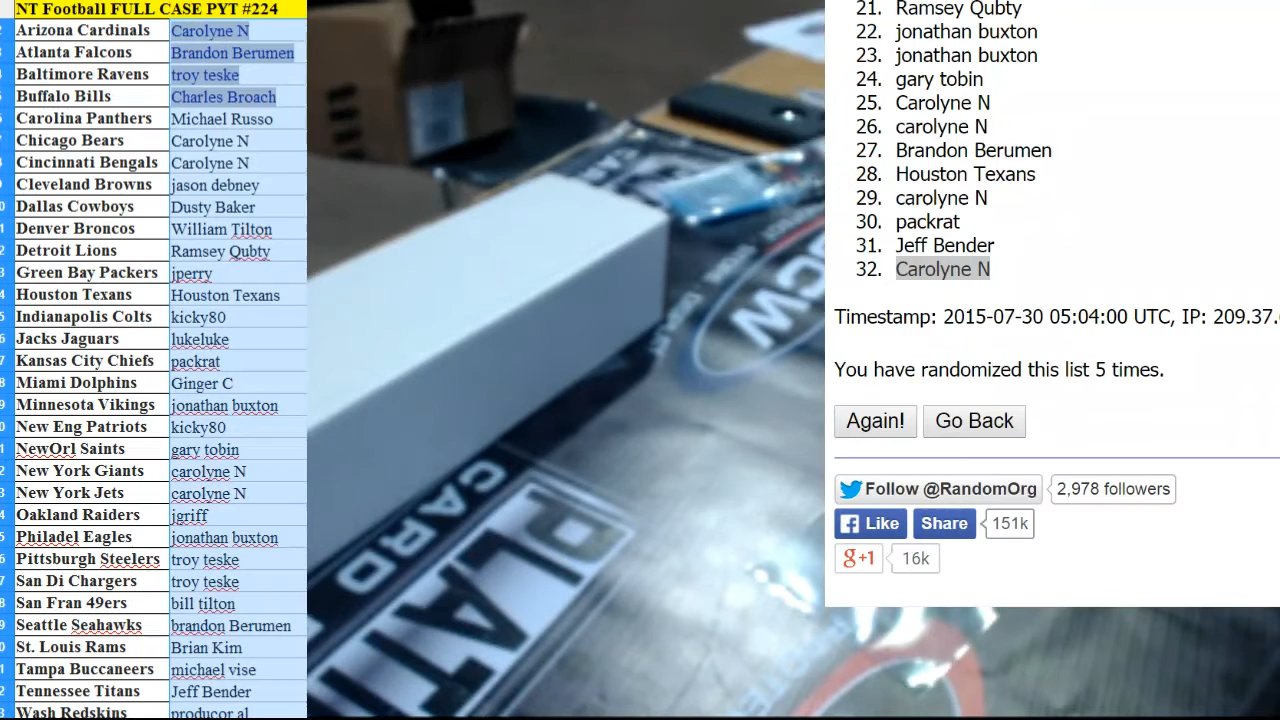 NT Football FULL CASE PYT #224
Arizona Cardinals Carolyne N
Atlanta Falcons Brandon Berumen
Baltimore Ravens troy teske
Buffalo Bills Charles Broach
Carolina Panthers Michael Russo
Chicago Bears Carolyne N
Cincinnati Bengals Carolyne N
Cleveland Browns jason debney
Dallas Cowboys Dusty Baker
Denver Broncos William Tilton
Detroit Lions Ramsey Qubty
Green Bay Packers jperry
Houston Texans Houston Texans
Indianapolis Colts kicky80
Jacks Jaguars lukeluke
Kansas City Chiefs packrat
Miami Dolphins Ginger C
Minnesota Vikings jonathan buxton
New Eng Patriots kicky80
NewOrl Saints gary tobin
New York Giants carolyne N
New York Jets carolyne N
Oakland Raiders jgriff
Philadel Eagles jonathan buxton
Pittsburgh Steelers troy teske
San Di Chargers troy teske
San Fran 49ers bill tilton
Seattle Seahawks brandon Berumen
St. Louis Rams Brian Kim
Tampa Buccaneers michael vise
Tennessee Titans Jeff Bender
Wash Redskins producor al
CARD
PLATI
CW
21. Ramsey Qubty
22. jonathan buxton
23. jonathan buxton
24. gary tobin
25. Carolyne N
26. carolyne N
27. Brandon Berumen
28. Houston Texans
29. carolyne N
30. packrat
31. Jeff Bender
32. Carolyne N
Timestamp: 2015-07-30 05:04:00 UTC, IP: 209.37.
You have randomized this list 5 times.
Again! Go Back
Follow @RandomOrg 2,978 followers
Like Share 151k
g+1 16k